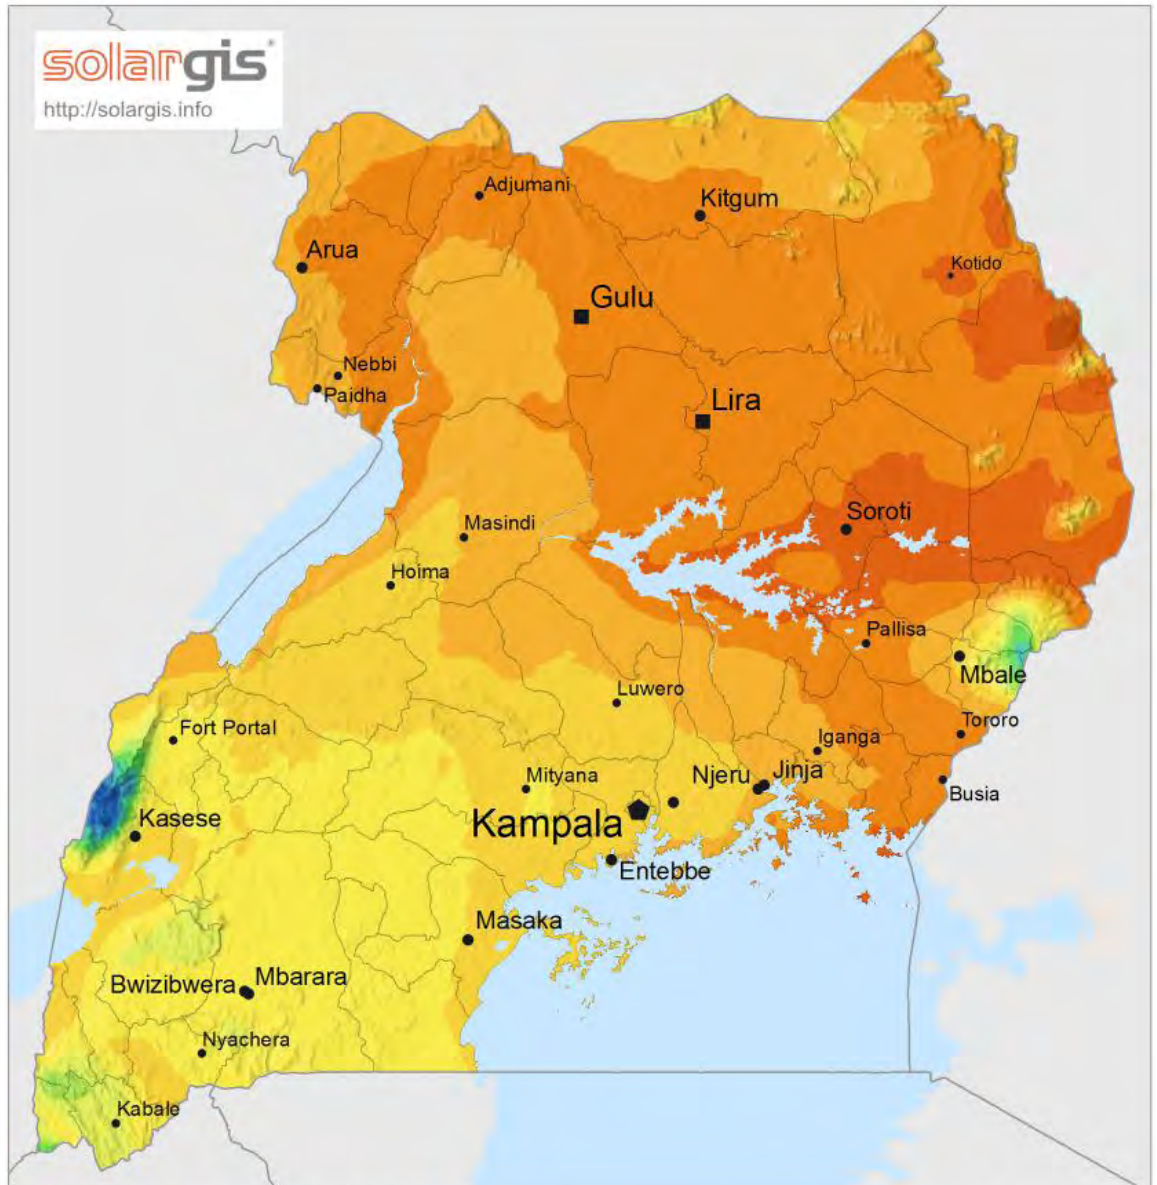 solargis
http://solargis.info
Adjumani
Kitgum
Arua
Kotido
Gulu
Nebbi
Paidha
Lira
Soroti
Masindi
Hoima
Pallisa
Mbale
Luwero
Tororo
Fort Portal
Iganga
Mityana
Njeru
Jinja
Busia
Kasese
Kampala
Entebbe
Masaka
Bwizibwera
Mbarara
Nyachera
Kabale